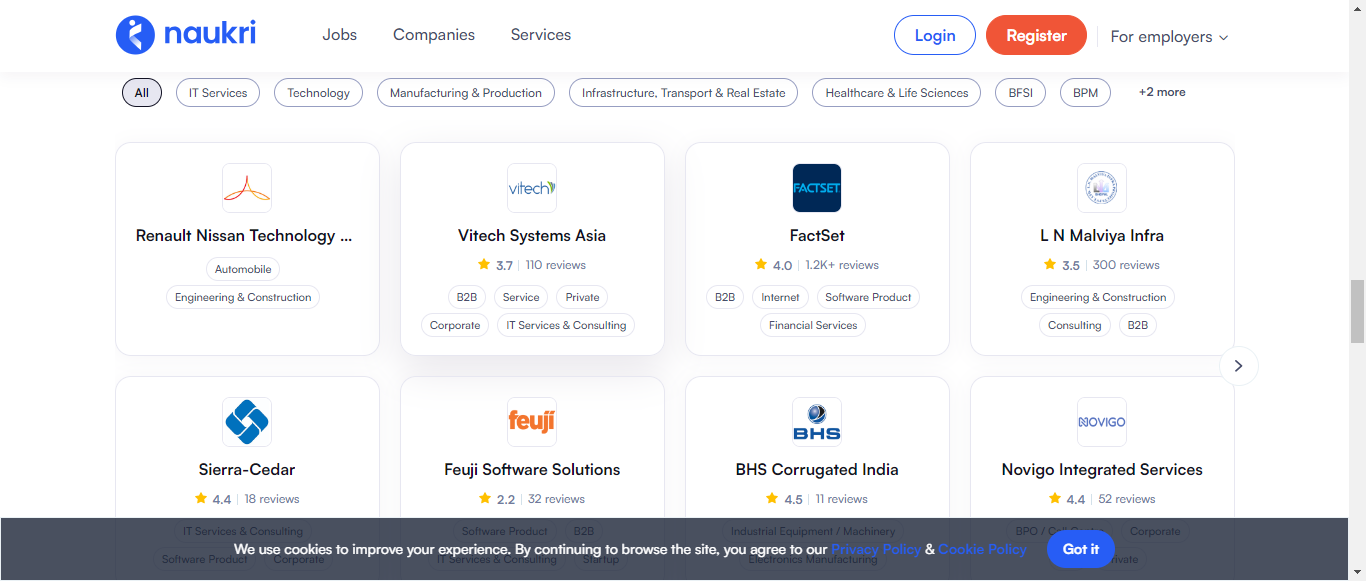 naukri
Jobs Companies Services Login Register For employers
All IT Services Technology Manufacturing & Production Infrastructure, Transport & Real Estate Healthcare & Life Sciences BFSI BPM +2 more
vitech FACTSET
Renault Nissan Technology ... Vitech Systems Asia FactSet L N Malviya Infra
3.7 110 reviews 4.0 1.2K+ reviews 3.5 300 reviews
Automobile
Engineering & Construction B2B Service Private B2B Internet Software Product Engineering & Construction
Corporate IT Services & Consulting Financial Services Consulting B2B
feuji BHS NOVIGO
Sierra-Cedar Feuji Software Solutions BHS Corrugated India Novigo Integrated Services
4.4 18 reviews 2.2 32 reviews 4.5 11 reviews 4.4 52 reviews
IT Services & Consulting Software Product B2B Industrial Equipment / Machinery BPO / Corporate
We use cookies to improve your experience. By continuing to browse the site, you agree to our Privacy Policy & Cookie Policy Got it
Software Product Corporate IT Services & Consulting Startup Electronics Manufacturing